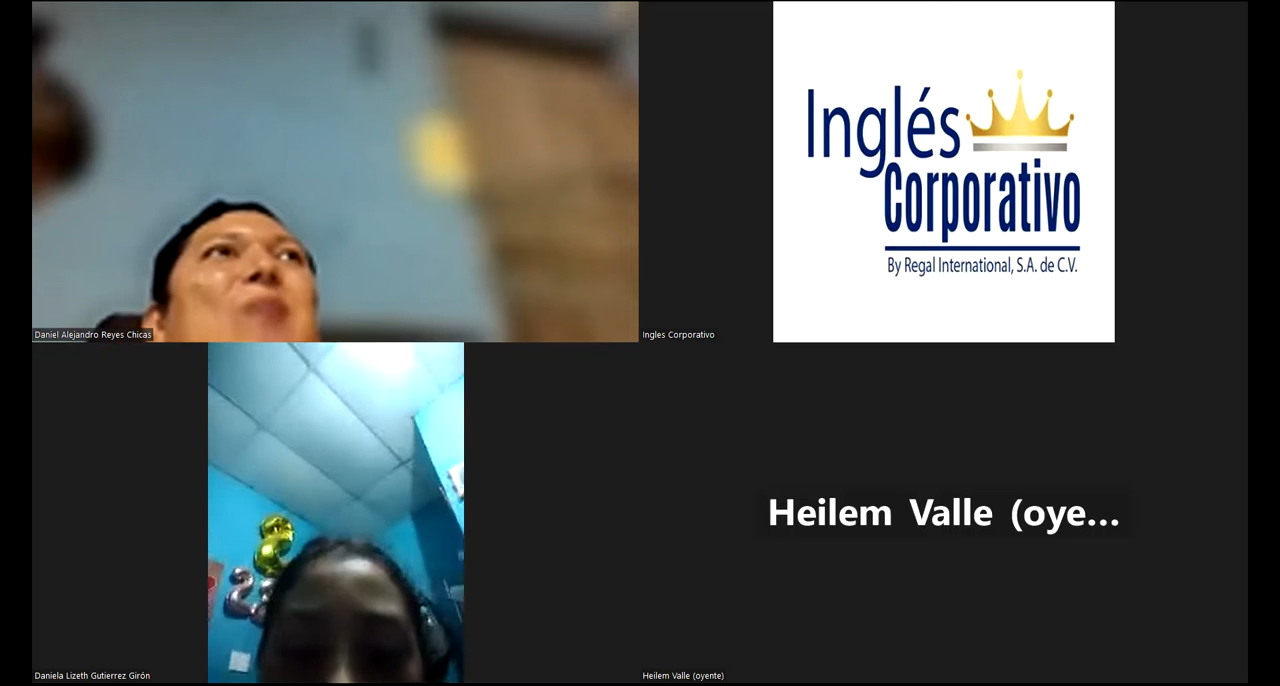 Inglés
Corporativo
By Regal International, S.A. de C.V.
Daniel Alejandro Reyes Chicas
Ingles Corporativo
Heilem Valle (oye...
Daniela Lizeth Gutierrez Girón
Heilem Valle (oyente)